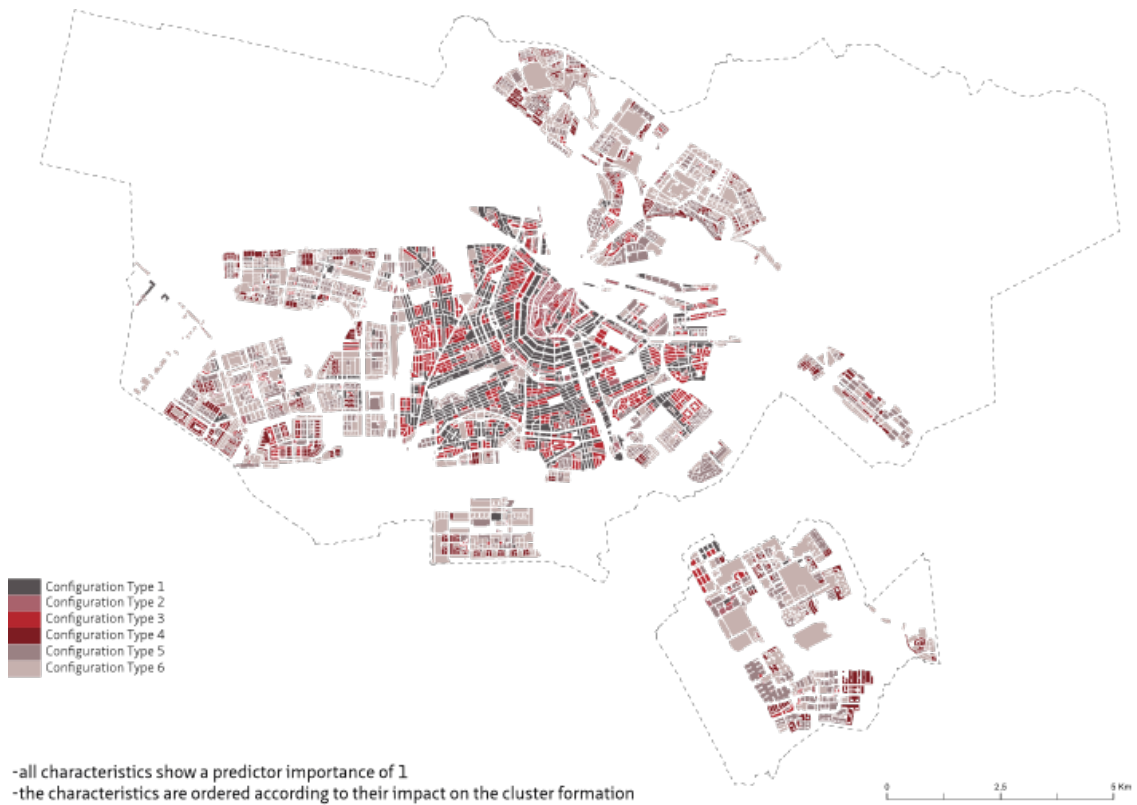 Configuration Type 1
Configuration Type 2
Configuration Type 3
Configuration Type 4
Configuration Type 5
Configuration Type 6
-all characteristics show a predictor importance of 1
-the characteristics are ordered according to their impact on the cluster formation
0 2.5 5 Km